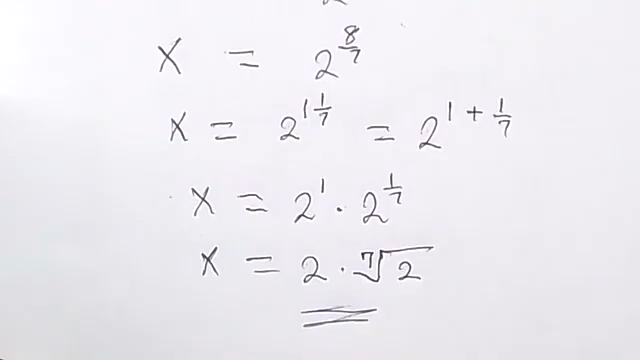 x = 2^(8/7)
x = 2^(1 1/7) = 2^(1 + 1/7)
x = 2^1 · 2^(1/7)
x = 2 · ⁷√2